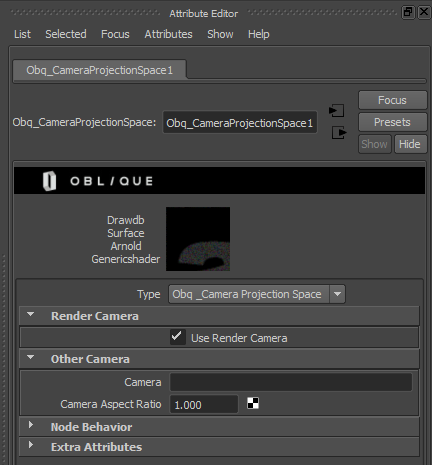 Attribute Editor
List Selected Focus Attributes Show Help
Obq_CameraProjectionSpace1
Focus
Obq_CameraProjectionSpace: Obq_CameraProjectionSpace1
Presets
Show Hide
OBL/QUE
Drawdb
Surface
Arnold
Genericshader
Type Obq _Camera Projection Space
Render Camera
Use Render Camera
Other Camera
Camera
Camera Aspect Ratio 1.000
Node Behavior
Extra Attributes